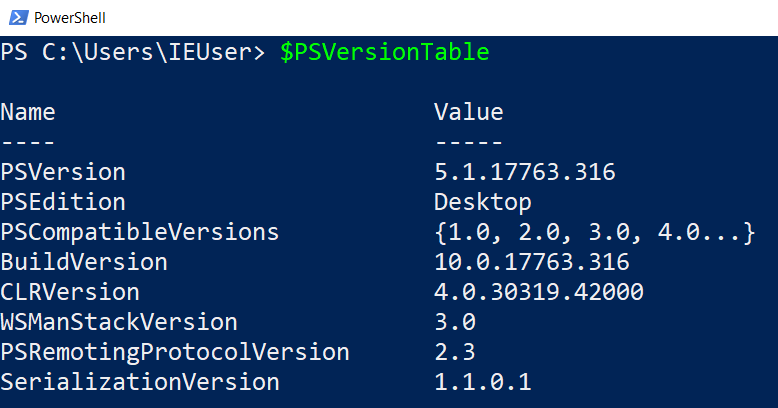 PowerShell
PS C:\Users\IEUser> $PSVersionTable
Name Value
---- -----
PSVersion 5.1.17763.316
PSEdition Desktop
PSCompatibleVersions {1.0, 2.0, 3.0, 4.0...}
BuildVersion 10.0.17763.316
CLRVersion 4.0.30319.42000
WSManStackVersion 3.0
PSRemotingProtocolVersion 2.3
SerializationVersion 1.1.0.1